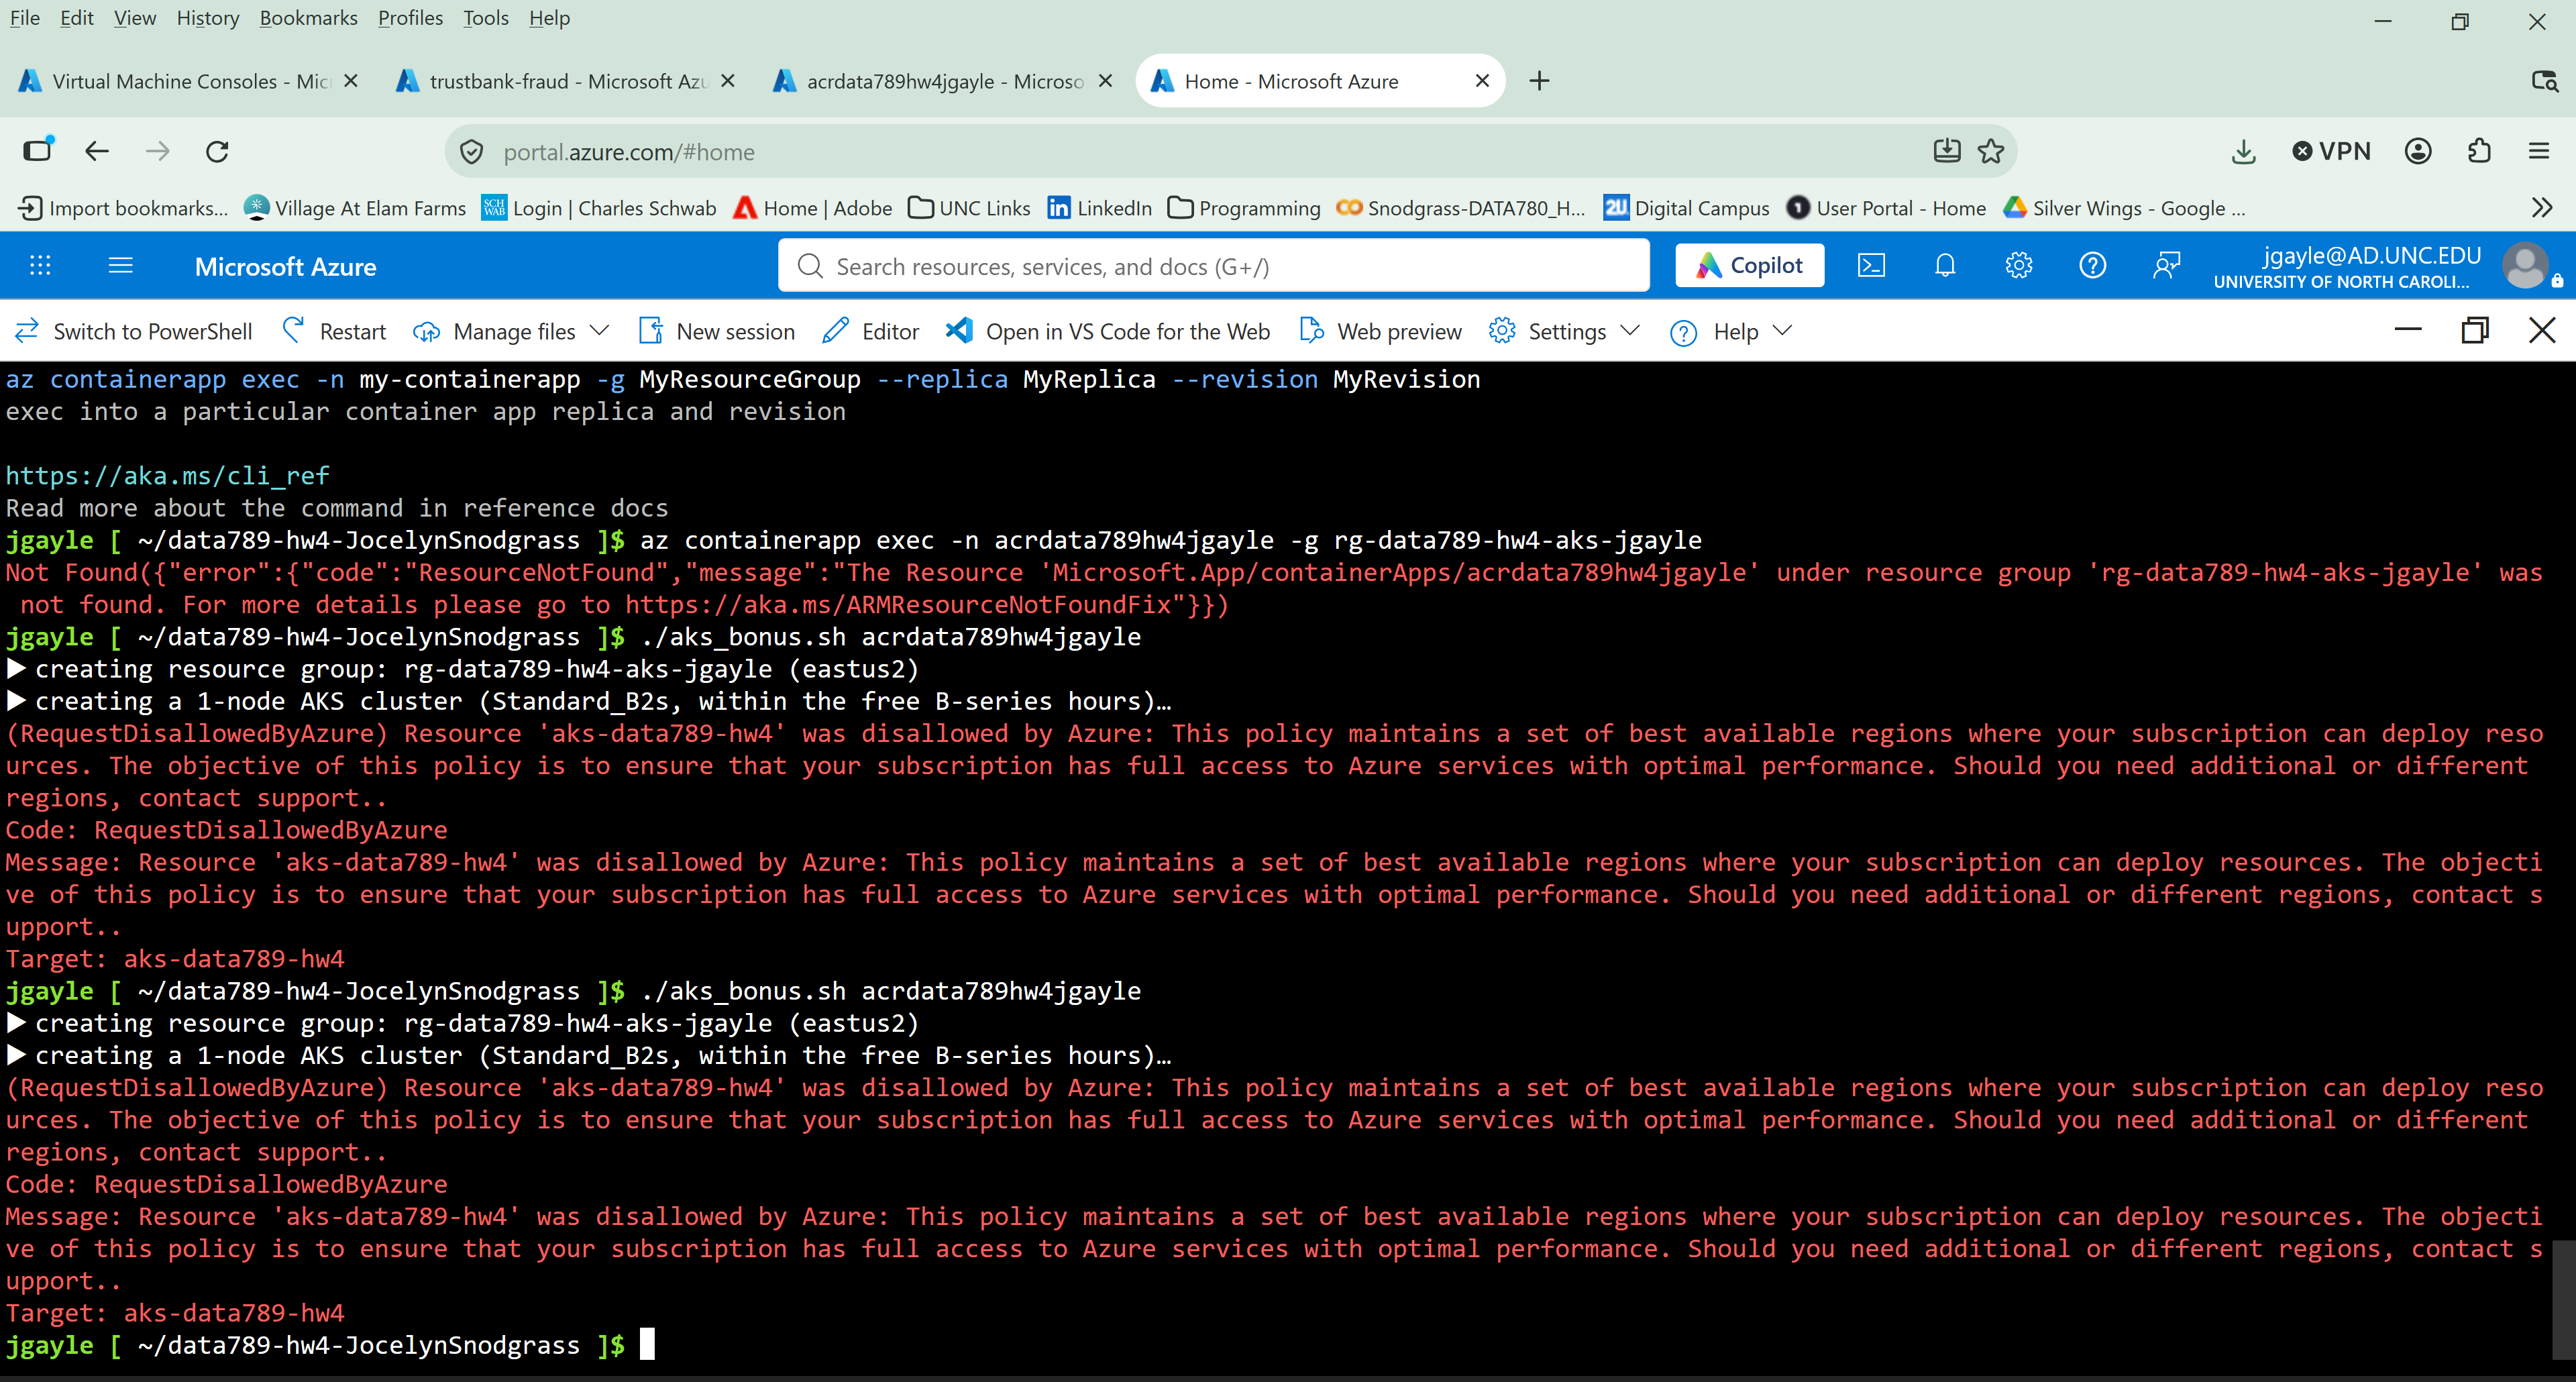 File Edit View History Bookmarks Profiles Tools Help
Virtual Machine Consoles - Mic
trustbank-fraud - Microsoft Azu
acrdata789hw4jgayle - Microso
Home - Microsoft Azure
portal.azure.com/#home
VPN
Import bookmarks...
Village At Elam Farms
SCHWAB Login | Charles Schwab
Home | Adobe
UNC Links
LinkedIn
Programming
Snodgrass-DATA780_H...
2U Digital Campus
User Portal - Home
Silver Wings - Google ...
Microsoft Azure
Search resources, services, and docs (G+/)
Copilot
jgayle@AD.UNC.EDU
UNIVERSITY OF NORTH CAROLI...
Switch to PowerShell
Restart
Manage files
New session
Editor
Open in VS Code for the Web
Web preview
Settings
Help
az containerapp exec -n my-containerapp -g MyResourceGroup --replica MyReplica --revision MyRevision
exec into a particular container app replica and revision
https://aka.ms/cli_ref
Read more about the command in reference docs
jgayle [ ~/data789-hw4-JocelynSnodgrass ]$ az containerapp exec -n acrdata789hw4jgayle -g rg-data789-hw4-aks-jgayle
Not Found({"error":{"code":"ResourceNotFound","message":"The Resource 'Microsoft.App/containerApps/acrdata789hw4jgayle' under resource group 'rg-data789-hw4-aks-jgayle' was
 not found. For more details please go to https://aka.ms/ARMResourceNotFoundFix"}})
jgayle [ ~/data789-hw4-JocelynSnodgrass ]$ ./aks_bonus.sh acrdata789hw4jgayle
▶ creating resource group: rg-data789-hw4-aks-jgayle (eastus2)
▶ creating a 1-node AKS cluster (Standard_B2s, within the free B-series hours)…
(RequestDisallowedByAzure) Resource 'aks-data789-hw4' was disallowed by Azure: This policy maintains a set of best available regions where your subscription can deploy reso
urces. The objective of this policy is to ensure that your subscription has full access to Azure services with optimal performance. Should you need additional or different
regions, contact support..
Code: RequestDisallowedByAzure
Message: Resource 'aks-data789-hw4' was disallowed by Azure: This policy maintains a set of best available regions where your subscription can deploy resources. The objecti
ve of this policy is to ensure that your subscription has full access to Azure services with optimal performance. Should you need additional or different regions, contact s
upport..
Target: aks-data789-hw4
jgayle [ ~/data789-hw4-JocelynSnodgrass ]$ ./aks_bonus.sh acrdata789hw4jgayle
▶ creating resource group: rg-data789-hw4-aks-jgayle (eastus2)
▶ creating a 1-node AKS cluster (Standard_B2s, within the free B-series hours)…
(RequestDisallowedByAzure) Resource 'aks-data789-hw4' was disallowed by Azure: This policy maintains a set of best available regions where your subscription can deploy reso
urces. The objective of this policy is to ensure that your subscription has full access to Azure services with optimal performance. Should you need additional or different
regions, contact support..
Code: RequestDisallowedByAzure
Message: Resource 'aks-data789-hw4' was disallowed by Azure: This policy maintains a set of best available regions where your subscription can deploy resources. The objecti
ve of this policy is to ensure that your subscription has full access to Azure services with optimal performance. Should you need additional or different regions, contact s
upport..
Target: aks-data789-hw4
jgayle [ ~/data789-hw4-JocelynSnodgrass ]$